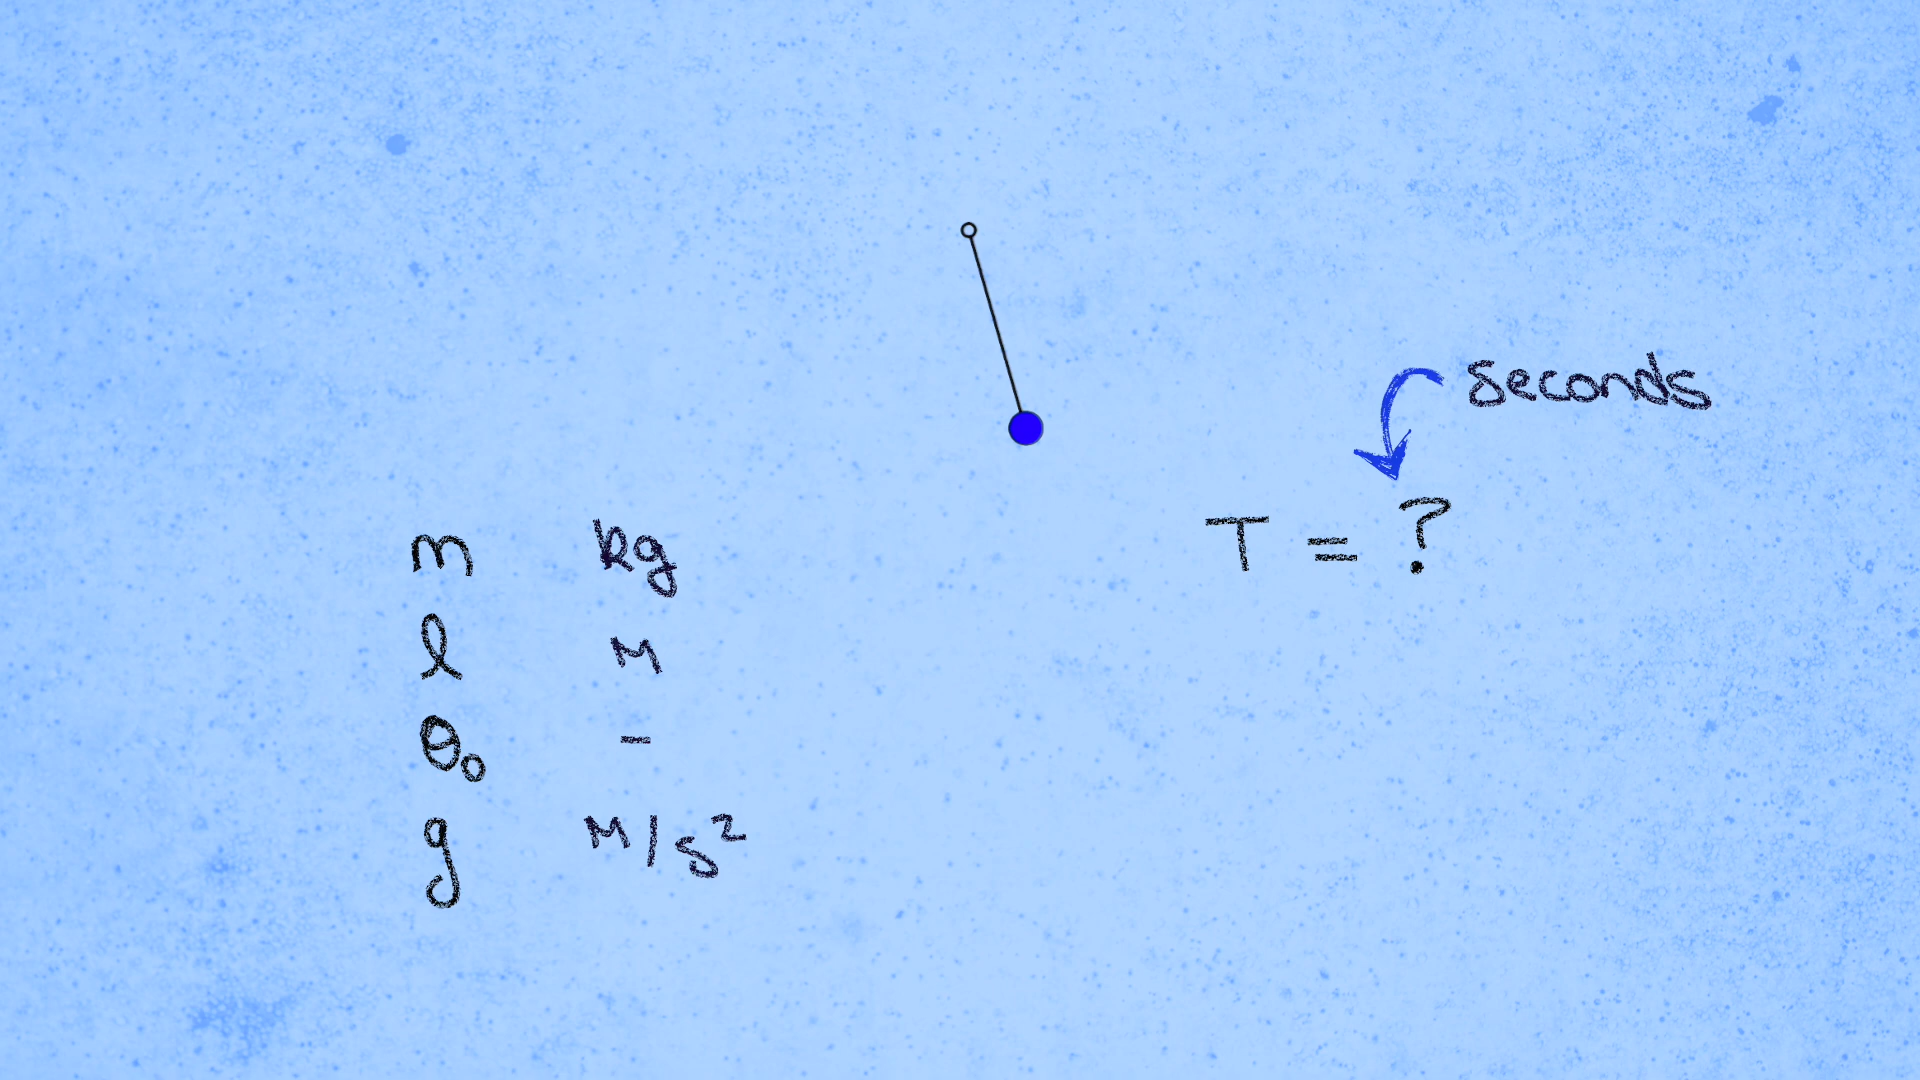 seconds
T = ?
m kg
l M
θ₀ -
g M/s²